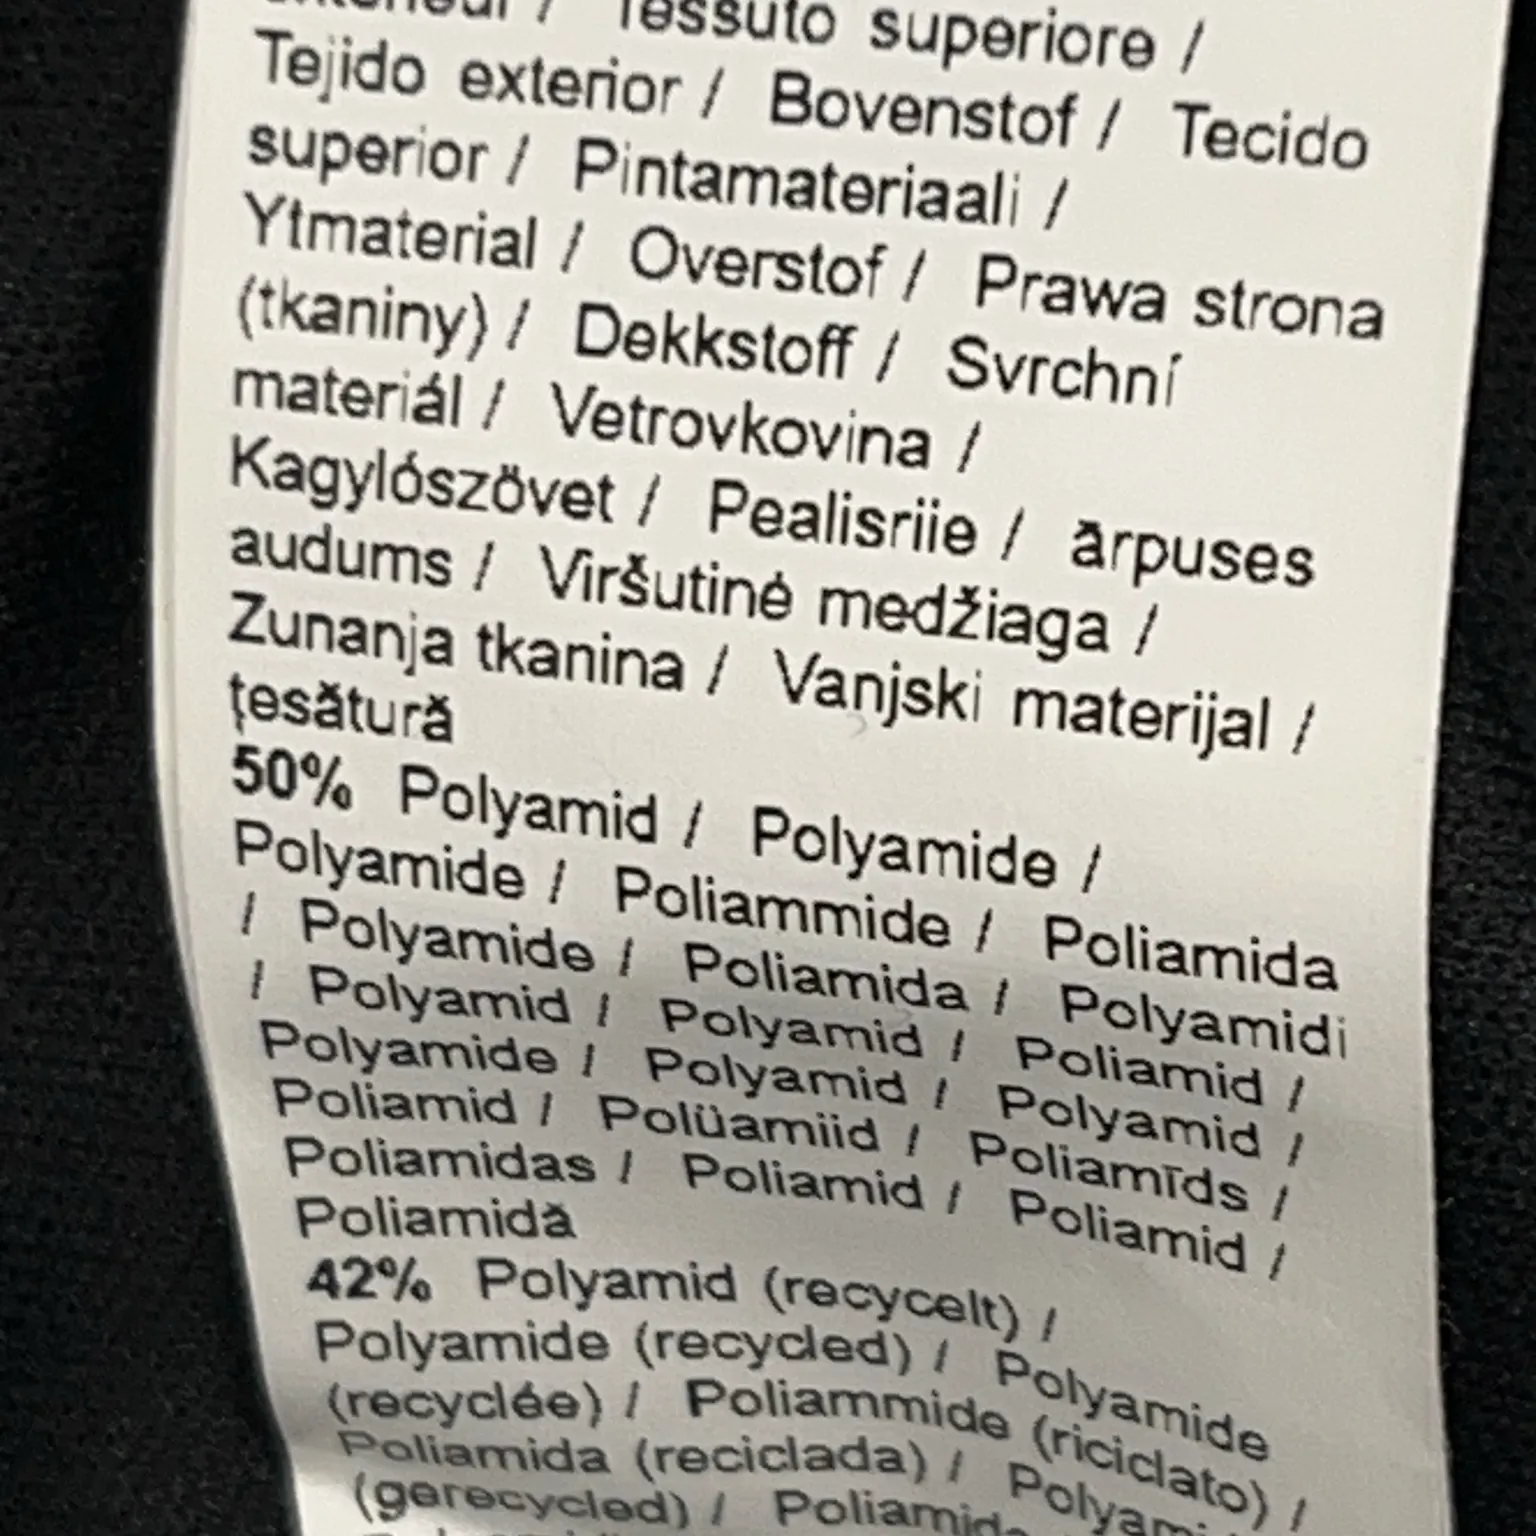 extérieur / Tessuto superiore /
Tejido exterior / Bovenstof / Tecido
superior / Pintamateriaali /
Ytmaterial / Overstof / Prawa strona
(tkaniny) / Dekkstoff / Svrchní
materiál / Vetrovkovina /
Kagylószövet / Pealisriie / ārpuses
audums / Viršutinė medžiaga /
Zunanja tkanina / Vanjski materijal /
ţesătură
50% Polyamid / Polyamide /
Polyamide / Poliammide / Poliamida
/ Polyamide / Poliamida / Polyamidi
/ Polyamid / Polyamid / Poliamid /
Polyamide / Polyamid / Polyamid /
Poliamid / Polüamiid / Poliamīds /
Poliamidas / Poliamid / Poliamid /
Poliamidă
42% Polyamid (recycelt) /
Polyamide (recycled) / Polyamide
(recyclée) / Poliammide (riciclato) /
Poliamida (reciclada) /
(gerecycled) /